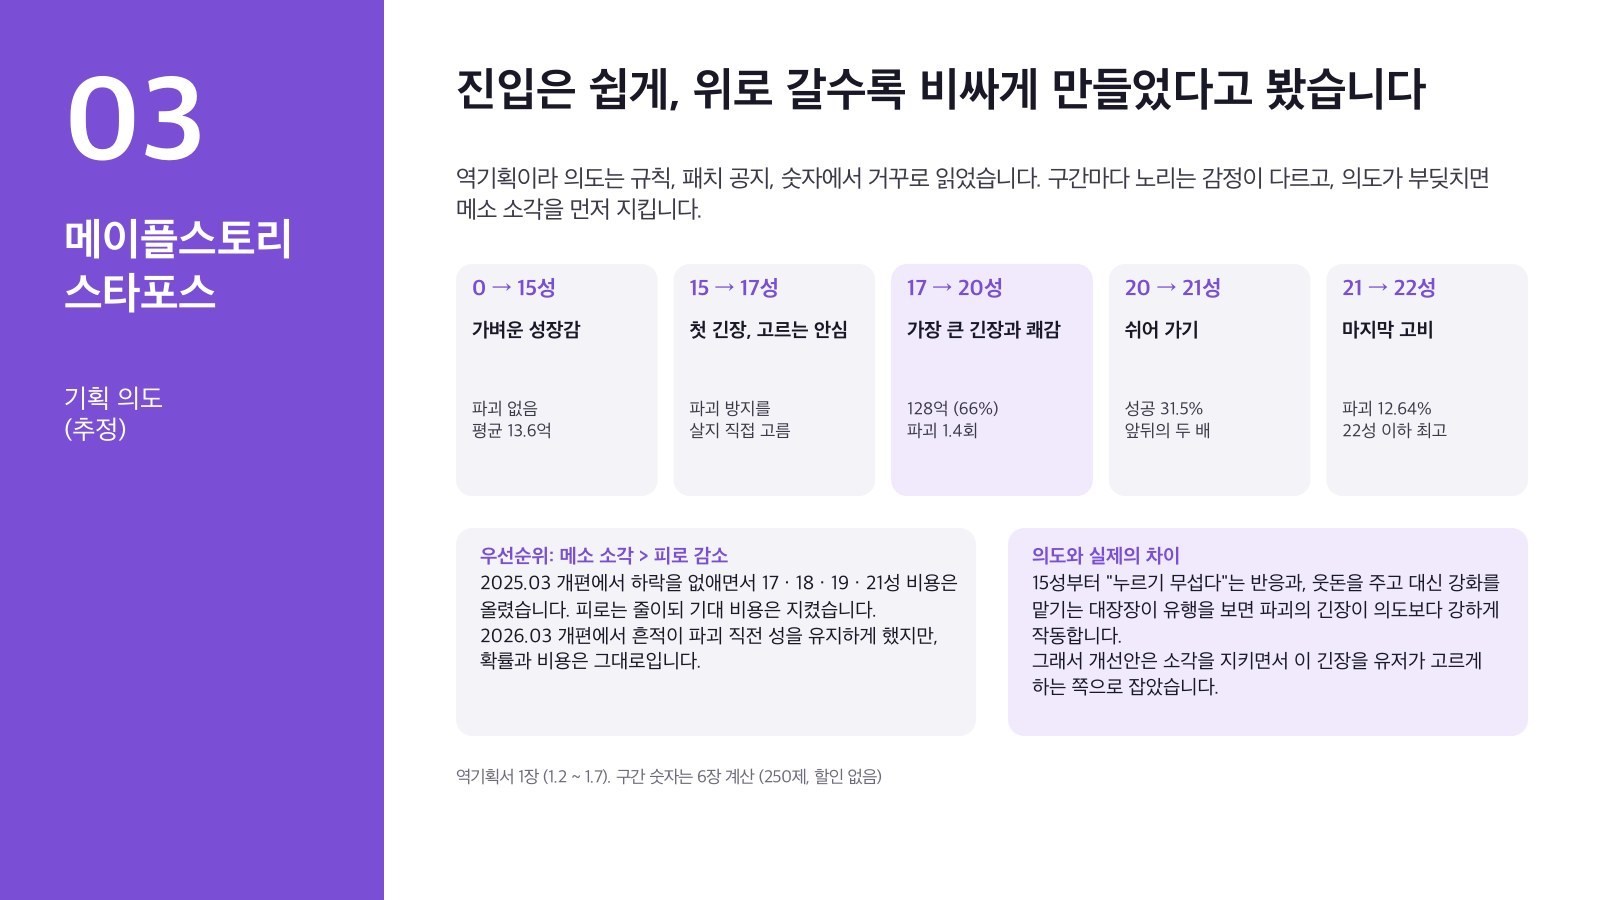 03
메이플스토리
스타포스
기획 의도
(추정)
진입은 쉽게, 위로 갈수록 비싸게 만들었다고 봤습니다
역기획이라 의도는 규칙, 패치 공지, 숫자에서 거꾸로 읽었습니다. 구간마다 노리는 감정이 다르고, 의도가 부딪치면
메소 소각을 먼저 지킵니다.
0 → 15성
가벼운 성장감
파괴 없음
평균 13.6억
15 → 17성
첫 긴장, 고르는 안심
파괴 방지를
살지 직접 고름
17 → 20성
가장 큰 긴장과 쾌감
128억 (66%)
파괴 1.4회
20 → 21성
쉬어 가기
성공 31.5%
앞뒤의 두 배
21 → 22성
마지막 고비
파괴 12.64%
22성 이하 최고
우선순위: 메소 소각 > 피로 감소
2025.03 개편에서 하락을 없애면서 17 · 18 · 19 · 21성 비용은
올렸습니다. 피로는 줄이되 기대 비용은 지켰습니다.
2026.03 개편에서 흔적이 파괴 직전 성을 유지하게 했지만,
확률과 비용은 그대로입니다.
의도와 실제의 차이
15성부터 "누르기 무섭다"는 반응과, 웃돈을 주고 대신 강화를
맡기는 대장장이 유행을 보면 파괴의 긴장이 의도보다 강하게
작동합니다.
그래서 개선안은 소각을 지키면서 이 긴장을 유저가 고르게
하는 쪽으로 잡았습니다.
역기획서 1장 (1.2 ~ 1.7). 구간 숫자는 6장 계산 (250제, 할인 없음)